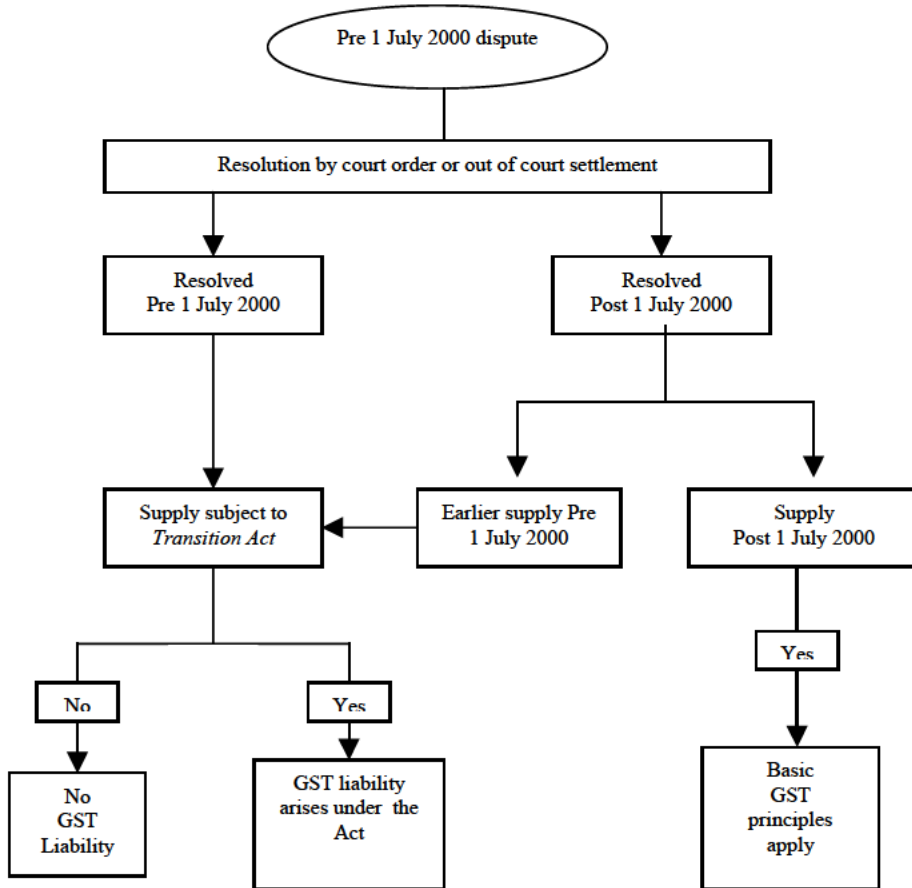 Pre 1 July 2000 dispute
Resolution by court order or out of court settlement
Resolved
Pre 1 July 2000
Resolved
Post 1 July 2000
Supply subject to
Transition Act
Earlier supply Pre
1 July 2000
Supply
Post 1 July 2000
Yes
No
Yes
No
GST
Liability
GST liability
arises under the
Act
Basic
GST
principles
apply